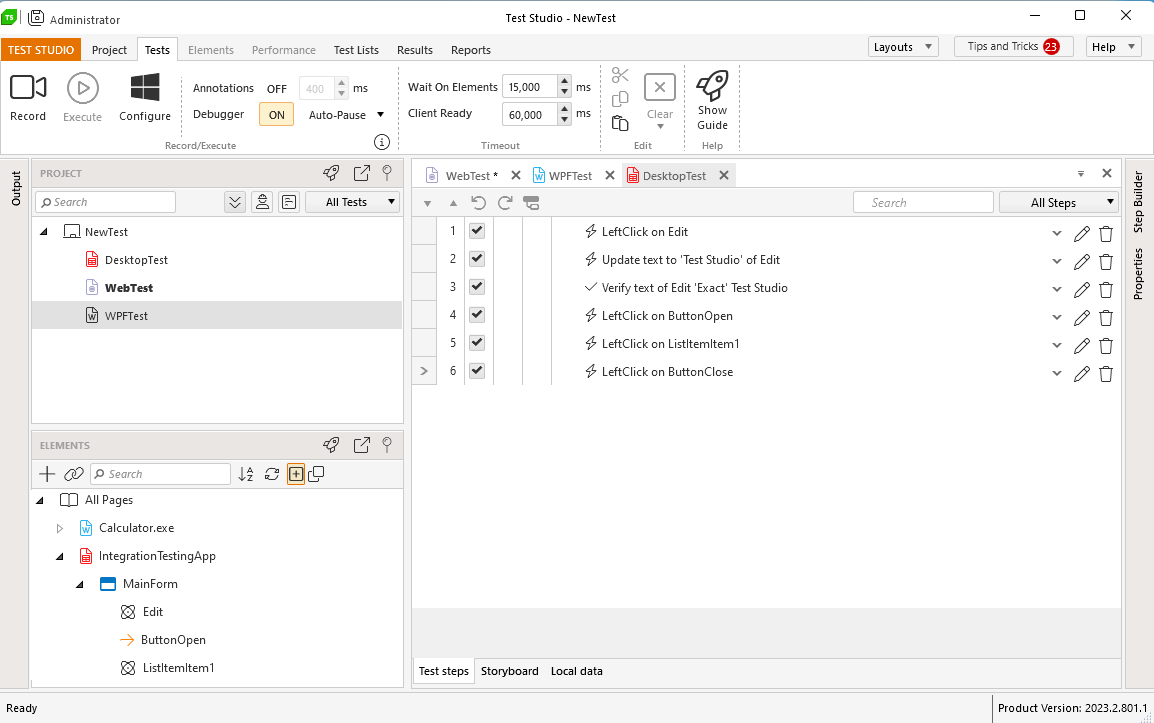 TS
Administrator
Test Studio - NewTest
TEST STUDIO
Project
Tests
Elements
Performance
Test Lists
Results
Reports
Layouts
Tips and Tricks 23
Help
Record
Execute
Configure
Annotations OFF 400 ms
Debugger ON Auto-Pause
Record/Execute
Wait On Elements 15,000 ms
Client Ready 60,000 ms
Timeout
Clear
Edit
Show
Guide
Help
Output
PROJECT
Search
All Tests
NewTest
DesktopTest
WebTest
WPFTest
ELEMENTS
Search
All Pages
Calculator.exe
IntegrationTestingApp
MainForm
Edit
ButtonOpen
ListItemItem1
WebTest *
WPFTest
DesktopTest
Search
All Steps
1 LeftClick on Edit
2 Update text to 'Test Studio' of Edit
3 Verify text of Edit 'Exact' Test Studio
4 LeftClick on ButtonOpen
5 LeftClick on ListItemItem1
6 LeftClick on ButtonClose
Test steps
Storyboard
Local data
Step Builder
Properties
Ready
Product Version: 2023.2.801.1